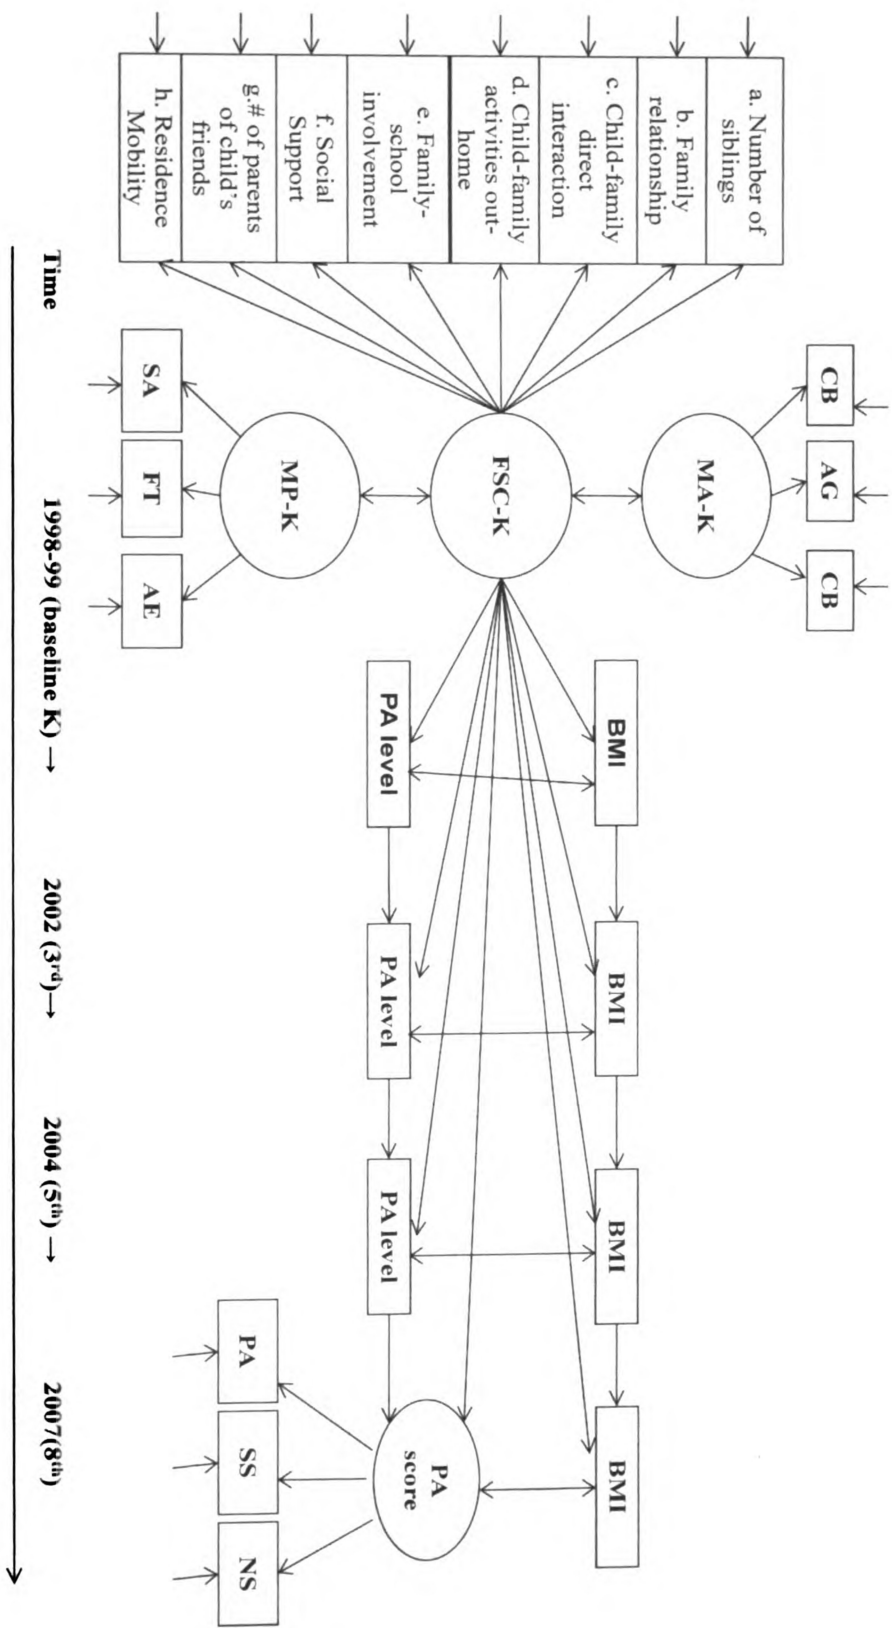 a. Number of
siblings
b. Family
relationship
c. Child-family
direct
interaction
d. Child-family
activities out-
home
e. Family-
school
involvement
f. Social
Support
g.# of parents
of child's
friends
h. Residence
Mobility
CB
AG
CB
MA-K
FSC-K
MP-K
SA
FT
AE
BMI
BMI
BMI
BMI
PA level
PA level
PA level
PA
score
PA
SS
NS
Time
1998-99 (baseline K) →
2002 (3rd)→
2004 (5th) →
2007(8th)